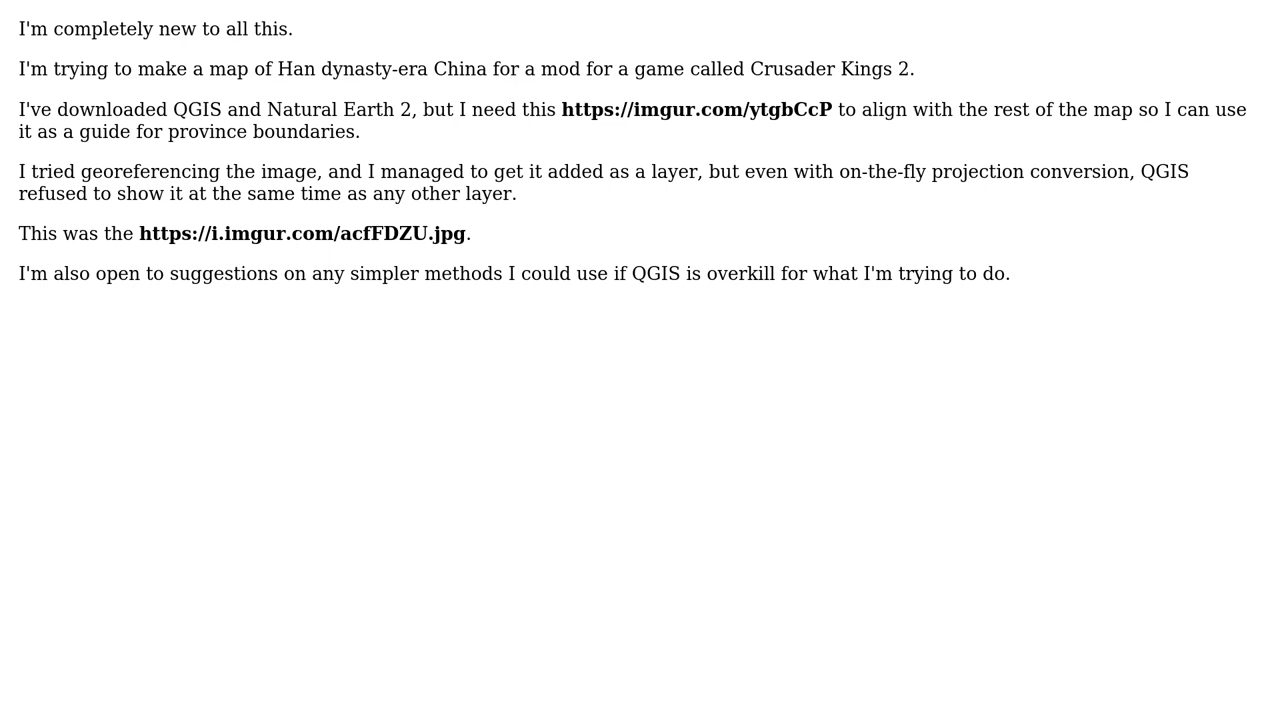 I'm completely new to all this.
I'm trying to make a map of Han dynasty-era China for a mod for a game called Crusader Kings 2.
I've downloaded QGIS and Natural Earth 2, but I need this https://imgur.com/ytgbCcP to align with the rest of the map so I can use
it as a guide for province boundaries.
I tried georeferencing the image, and I managed to get it added as a layer, but even with on-the-fly projection conversion, QGIS
refused to show it at the same time as any other layer.
This was the https://i.imgur.com/acfFDZU.jpg.
I'm also open to suggestions on any simpler methods I could use if QGIS is overkill for what I'm trying to do.